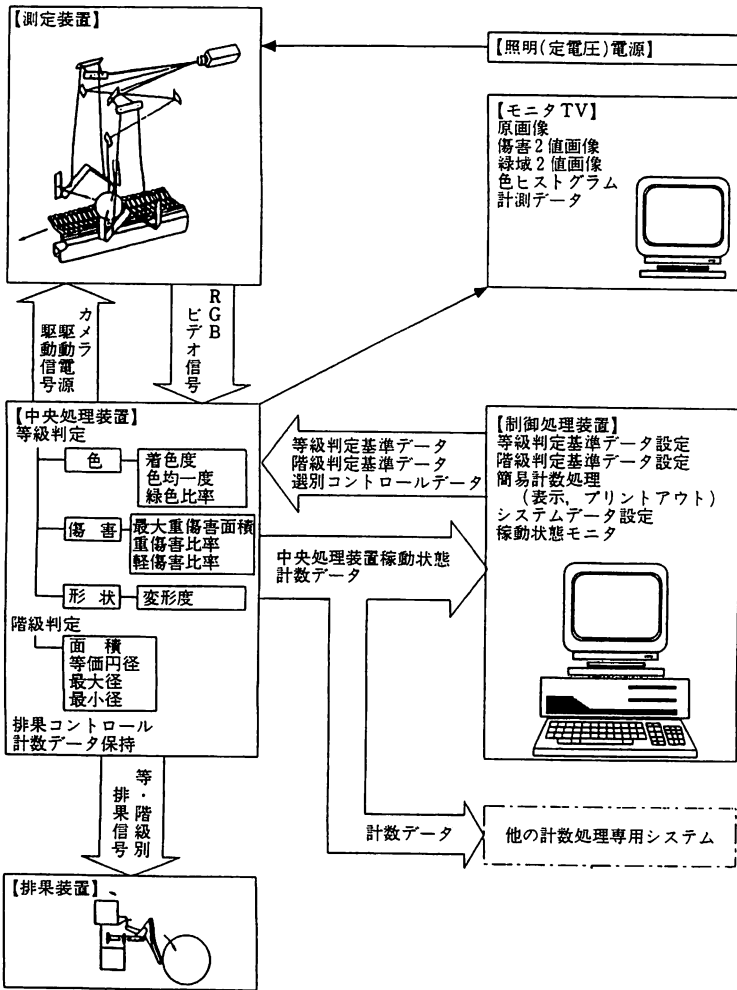 【測定装置】
【照明(定電圧)電源】
【モニタTV】
原画像
傷害2値画像
緑域2値画像
色ヒストグラム
計測データ
カメラ
駆動電源
駆動信号
RGB
ビデオ信号
【中央処理装置】
等級判定
色
着色度
色均一度
緑色比率
傷 害
最大重傷害面積
重傷害比率
軽傷害比率
形 状
変形度
階級判定
面 積
等価円径
最大径
最小径
排果コントロール
計数データ保持
等級判定基準データ
階級判定基準データ
選別コントロールデータ
中央処理装置稼動状態
計数データ
【制御処理装置】
等級判定基準データ設定
階級判定基準データ設定
簡易計数処理
(表示, プリントアウト)
システムデータ設定
稼動状態モニタ
等・階級別
排果信号
計数データ
他の計数処理専用システム
【排果装置】